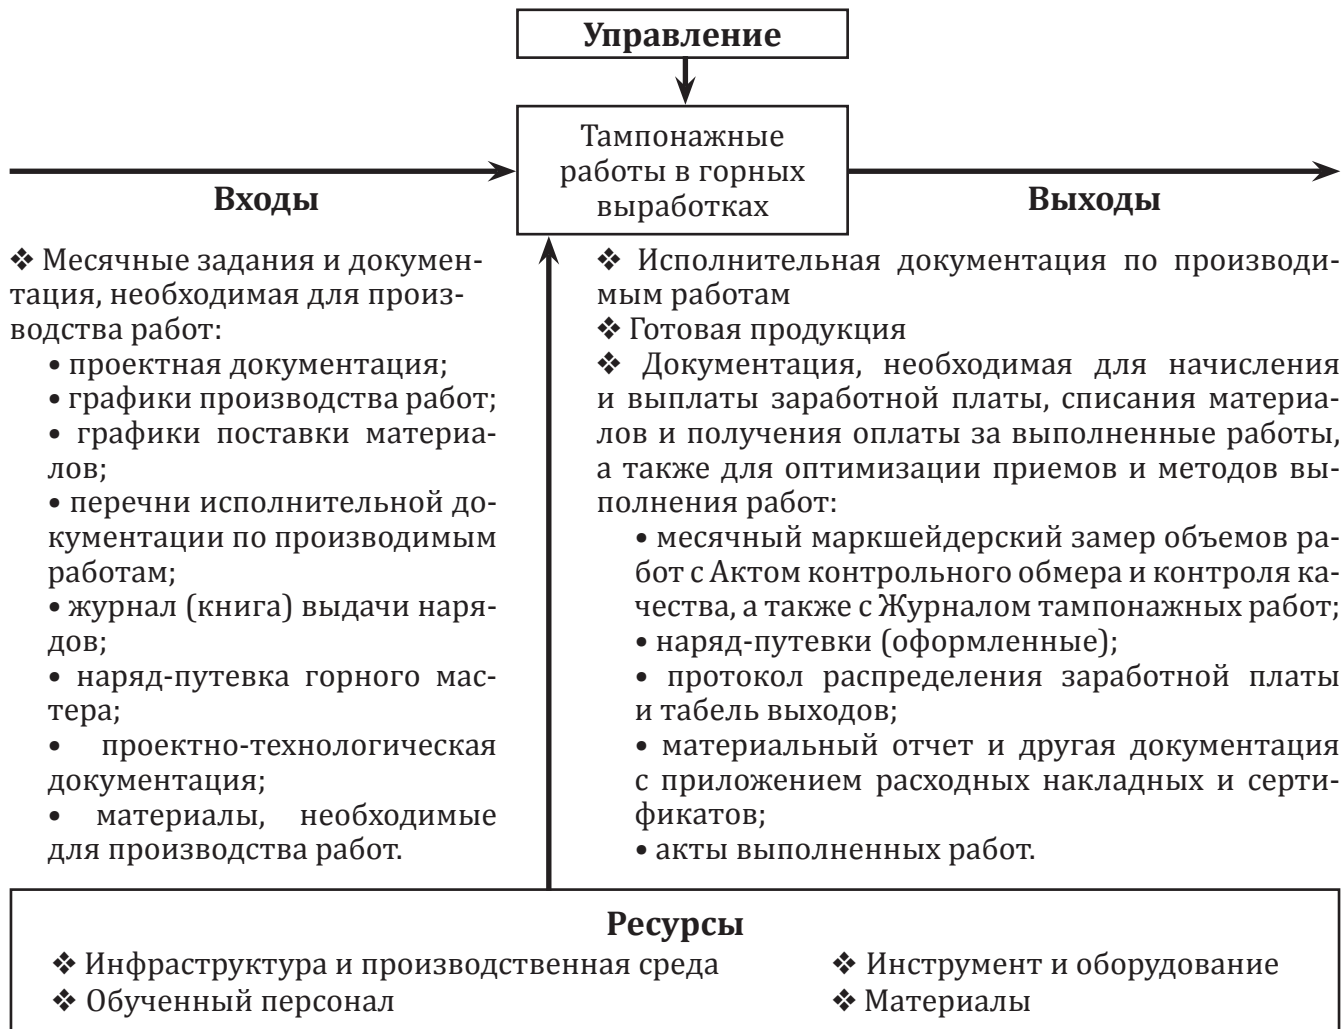 Управление
Тампонажные
работы в горных
выработках
Входы
Выходы
❖ Месячные задания и докумен-
тация, необходимая для произ-
водства работ:
• проектная документация;
• графики производства работ;
• графики поставки материа-
лов;
• перечни исполнительной до-
кументации по производимым
работам;
• журнал (книга) выдачи наря-
дов;
• наряд-путевка горного мас-
тера;
• проектно-технологическая
документация;
• материалы, необходимые
для производства работ.
❖ Исполнительная документация по производи-
мым работам
❖ Готовая продукция
❖ Документация, необходимая для начисления
и выплаты заработной платы, списания материа-
лов и получения оплаты за выполненные работы,
а также для оптимизации приемов и методов вы-
полнения работ:
• месячный маркшейдерский замер объемов ра-
бот с Актом контрольного обмера и контроля ка-
чества, а также с Журналом тампонажных работ;
• наряд-путевки (оформленные);
• протокол распределения заработной платы
и табель выходов;
• материальный отчет и другая документация
с приложением расходных накладных и серти-
фикатов;
• акты выполненных работ.
Ресурсы
❖ Инфраструктура и производственная среда
❖ Обученный персонал
❖ Инструмент и оборудование
❖ Материалы